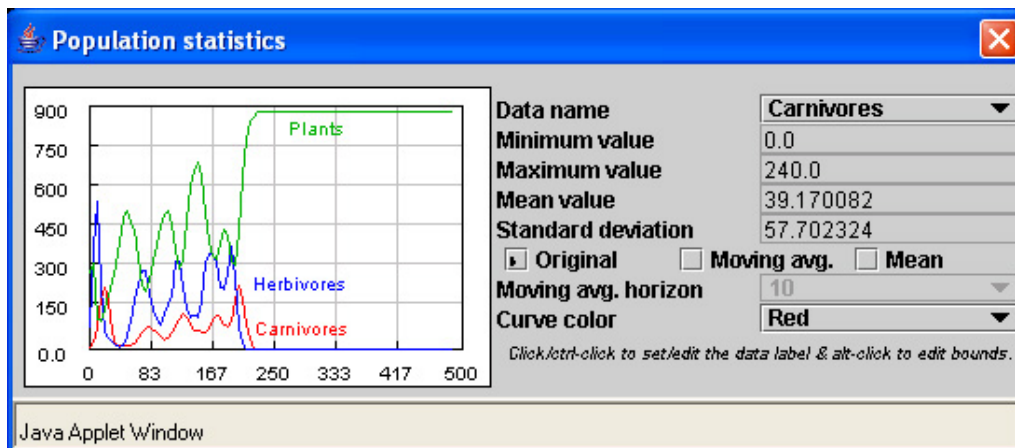 Population statistics
900
750
600
450
300
150
0.0
0 83 167 250 333 417 500
Plants
Herbivores
Carnivores
Data name Carnivores
Minimum value 0.0
Maximum value 240.0
Mean value 39.170082
Standard deviation 57.702324
Original Moving avg. Mean
Moving avg. horizon 10
Curve color Red
Click/ctrl-click to set/edit the data label & alt-click to edit bounds.
Java Applet Window